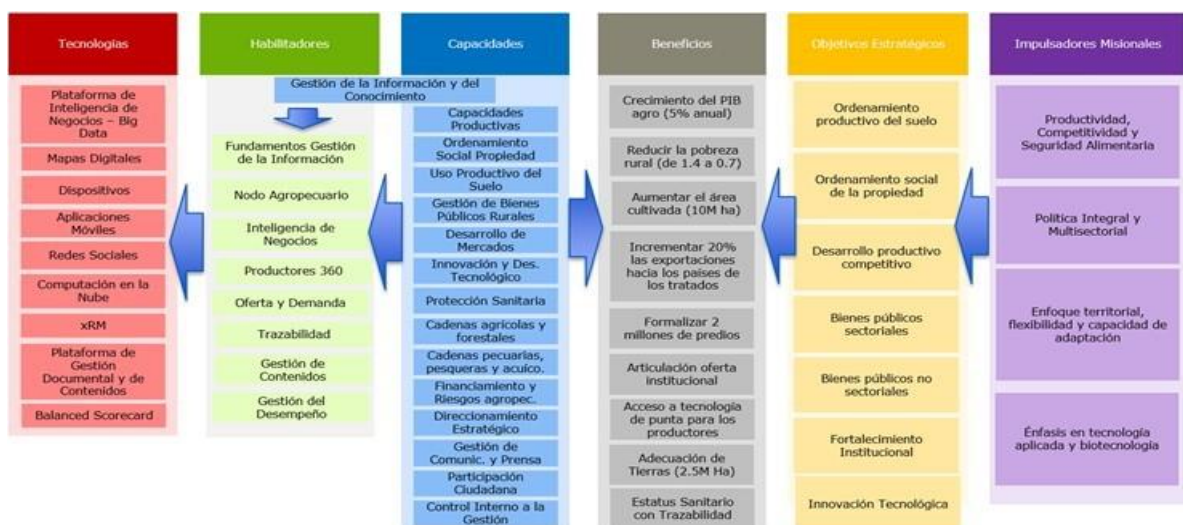 Tecnologías
Plataforma de
Inteligencia de
Negocios – Big
Data
Mapas Digitales
Dispositivos
Aplicaciones
Móviles
Redes Sociales
Computación en la
Nube
xRM
Plataforma de
Gestión
Documental y de
Contenidos
Balanced Scorecard
Habilitadores
Capacidades
Gestión de la Información y del
Conocimiento
Fundamentos Gestión
de la Información
Nodo Agropecuario
Inteligencia de
Negocios
Productores 360
Oferta y Demanda
Trazabilidad
Gestión de
Contenidos
Gestión del
Desempeño
Capacidades
Productivas
Ordenamiento
Social Propiedad
Uso Productivo del
Suelo
Gestión de Bienes
Públicos Rurales
Desarrollo de
Mercados
Innovación y Des.
Tecnológico
Protección Sanitaria
Cadenas agrícolas y
forestales
Cadenas pecuarias,
pesqueras y acuíco.
Financiamiento y
Riesgos agropec.
Direccionamiento
Estratégico
Gestión de
Comunic. y Prensa
Participación
Ciudadana
Control Interno a la
Gestión
Beneficios
Crecimiento del PIB
agro (5% anual)
Reducir la pobreza
rural (de 1.4 a 0.7)
Aumentar el área
cultivada (10M ha)
Incrementar 20%
las exportaciones
hacia los países de
los tratados
Formalizar 2
millones de predios
Articulación oferta
institucional
Acceso a tecnología
de punta para los
productores
Adecuación de
Tierras (2.5M Ha)
Estatus Sanitario
con Trazabilidad
Objetivos Estratégicos
Ordenamiento
productivo del suelo
Ordenamiento social
de la propiedad
Desarrollo productivo
competitivo
Bienes públicos
sectoriales
Bienes públicos no
sectoriales
Fortalecimiento
Institucional
Innovación Tecnológica
Impulsadores Misionales
Productividad,
Competitividad y
Seguridad Alimentaria
Política Integral y
Multisectorial
Enfoque territorial,
flexibilidad y capacidad de
adaptación
Énfasis en tecnología
aplicada y biotecnología